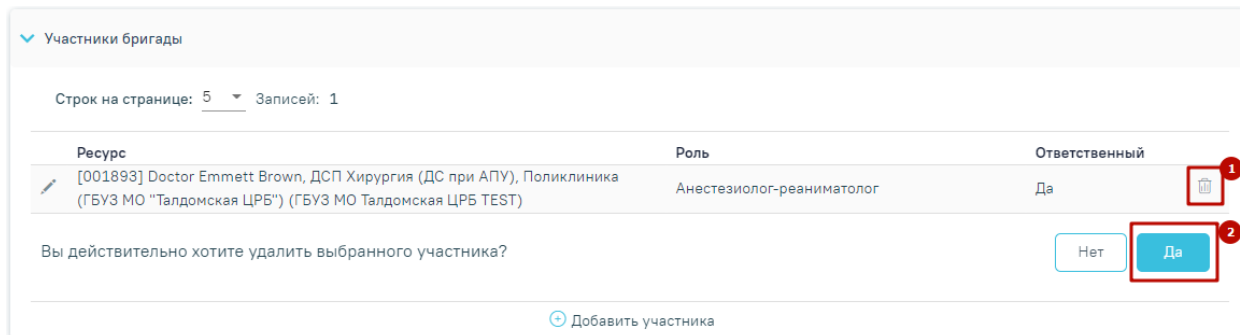 Участники бригады
Строк на странице: 5 Записей: 1
Ресурс Роль Ответственный
1
[001893] Doctor Emmett Brown, ДСП Хирургия (ДС при АПУ), Поликлиника
(ГБУЗ МО "Талдомская ЦРБ") (ГБУЗ МО Талдомская ЦРБ TEST)
Анестезиолог-реаниматолог
Да
2
Вы действительно хотите удалить выбранного участника?
Нет Да
Добавить участника